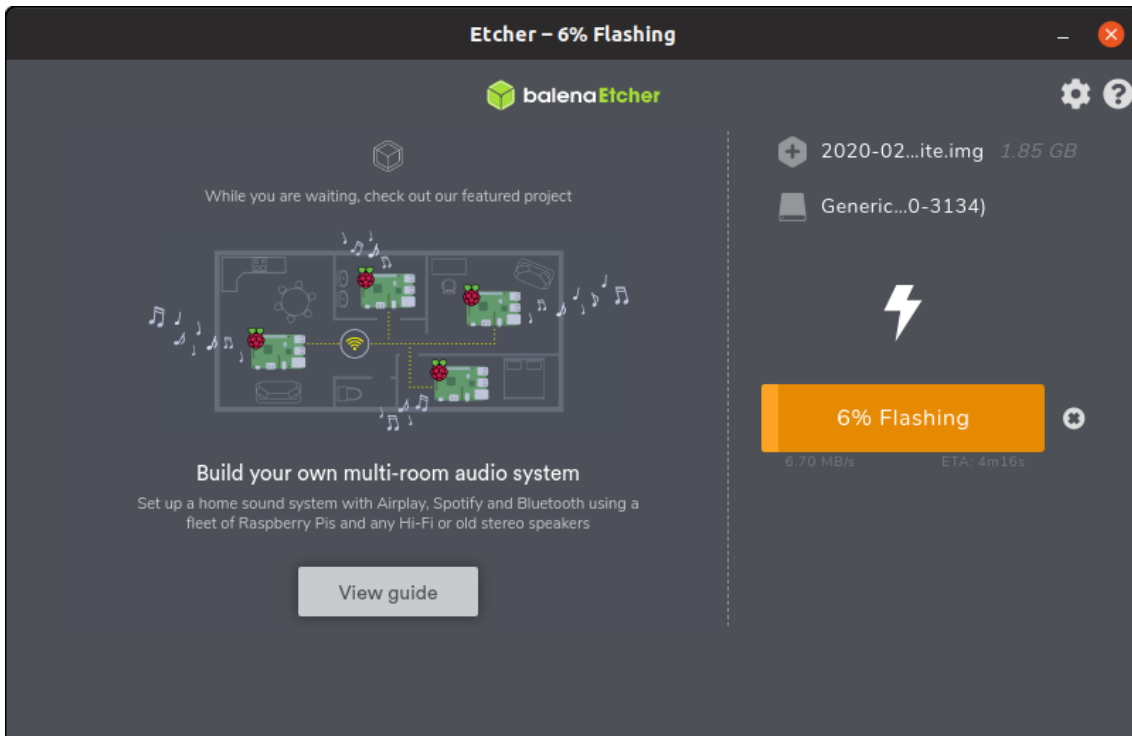 Etcher – 6% Flashing
balenaEtcher
While you are waiting, check out our featured project
Build your own multi-room audio system
Set up a home sound system with Airplay, Spotify and Bluetooth using a
fleet of Raspberry Pis and any Hi-Fi or old stereo speakers
View guide
2020-02...ite.img 1.85 GB
Generic...0-3134)
6% Flashing
6.70 MB/s ETA: 4m16s